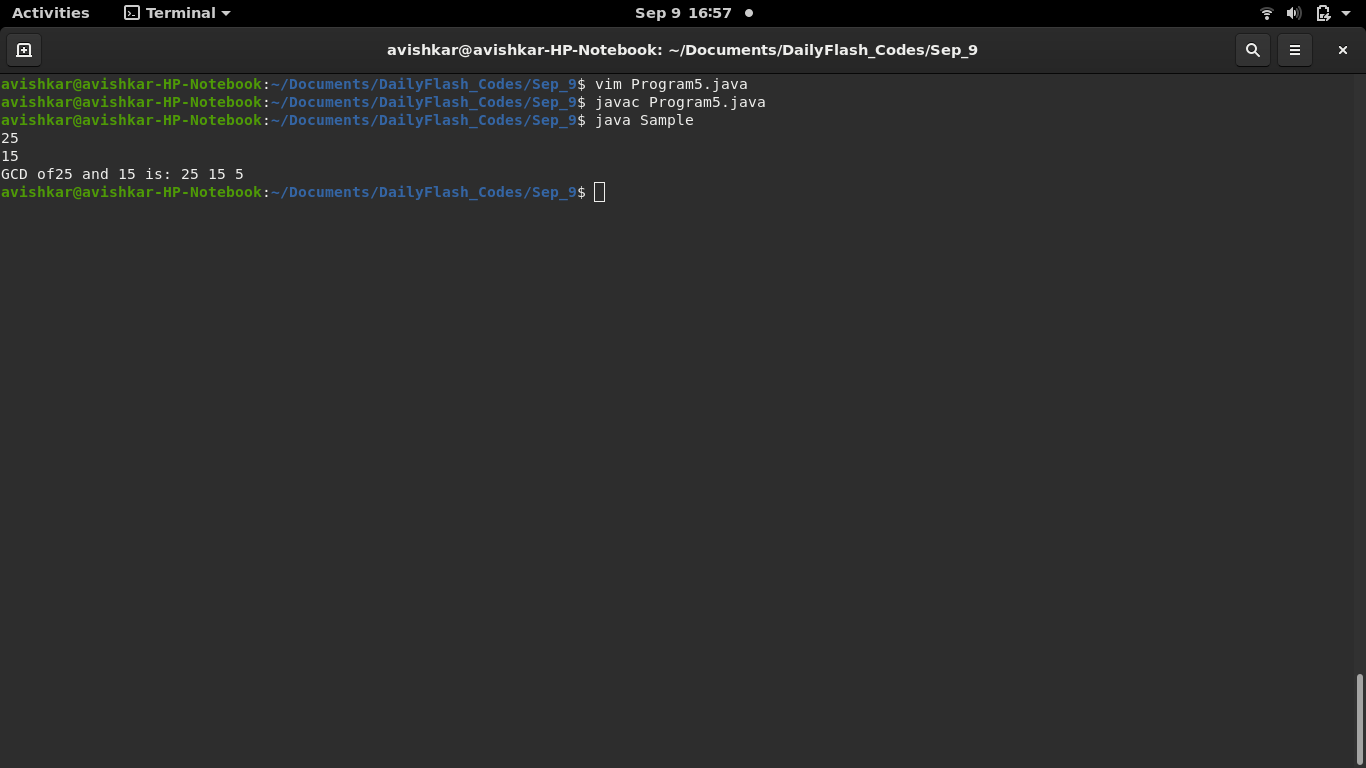 Activities Terminal Sep 9 16:57
avishkar@avishkar-HP-Notebook: ~/Documents/DailyFlash_Codes/Sep_9
avishkar@avishkar-HP-Notebook:~/Documents/DailyFlash_Codes/Sep_9$ vim Program5.java
avishkar@avishkar-HP-Notebook:~/Documents/DailyFlash_Codes/Sep_9$ javac Program5.java
avishkar@avishkar-HP-Notebook:~/Documents/DailyFlash_Codes/Sep_9$ java Sample
25
15
GCD of25 and 15 is: 25 15 5
avishkar@avishkar-HP-Notebook:~/Documents/DailyFlash_Codes/Sep_9$